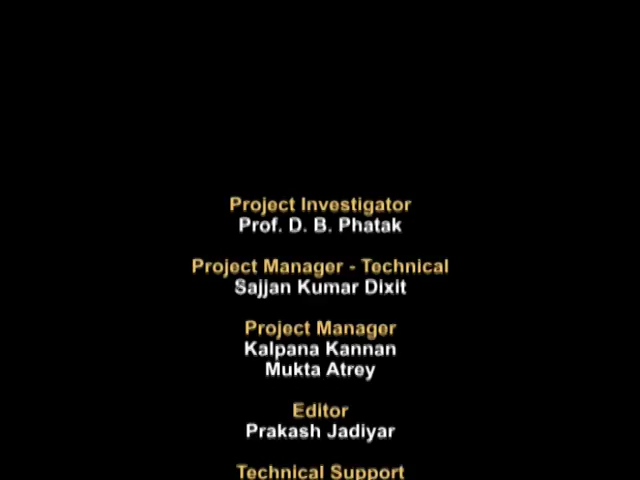 Project Investigator
Prof. D. B. Phatak
Project Manager - Technical
Sajjan Kumar Dixit
Project Manager
Kalpana Kannan
Mukta Atrey
Editor
Prakash Jadiyar
Technical Support